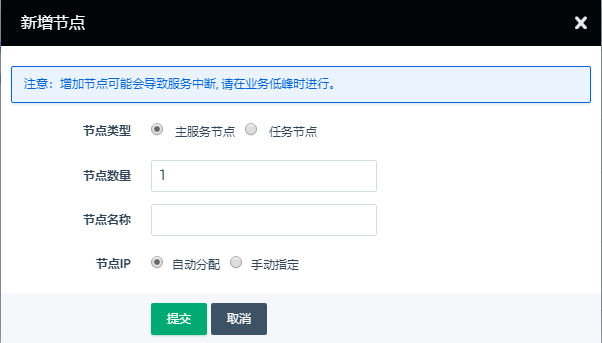 新增节点
注意：增加节点可能会导致服务中断, 请在业务低峰时进行。
节点类型 主服务节点 任务节点
节点数量 1
节点名称
节点IP 自动分配 手动指定
提交 取消